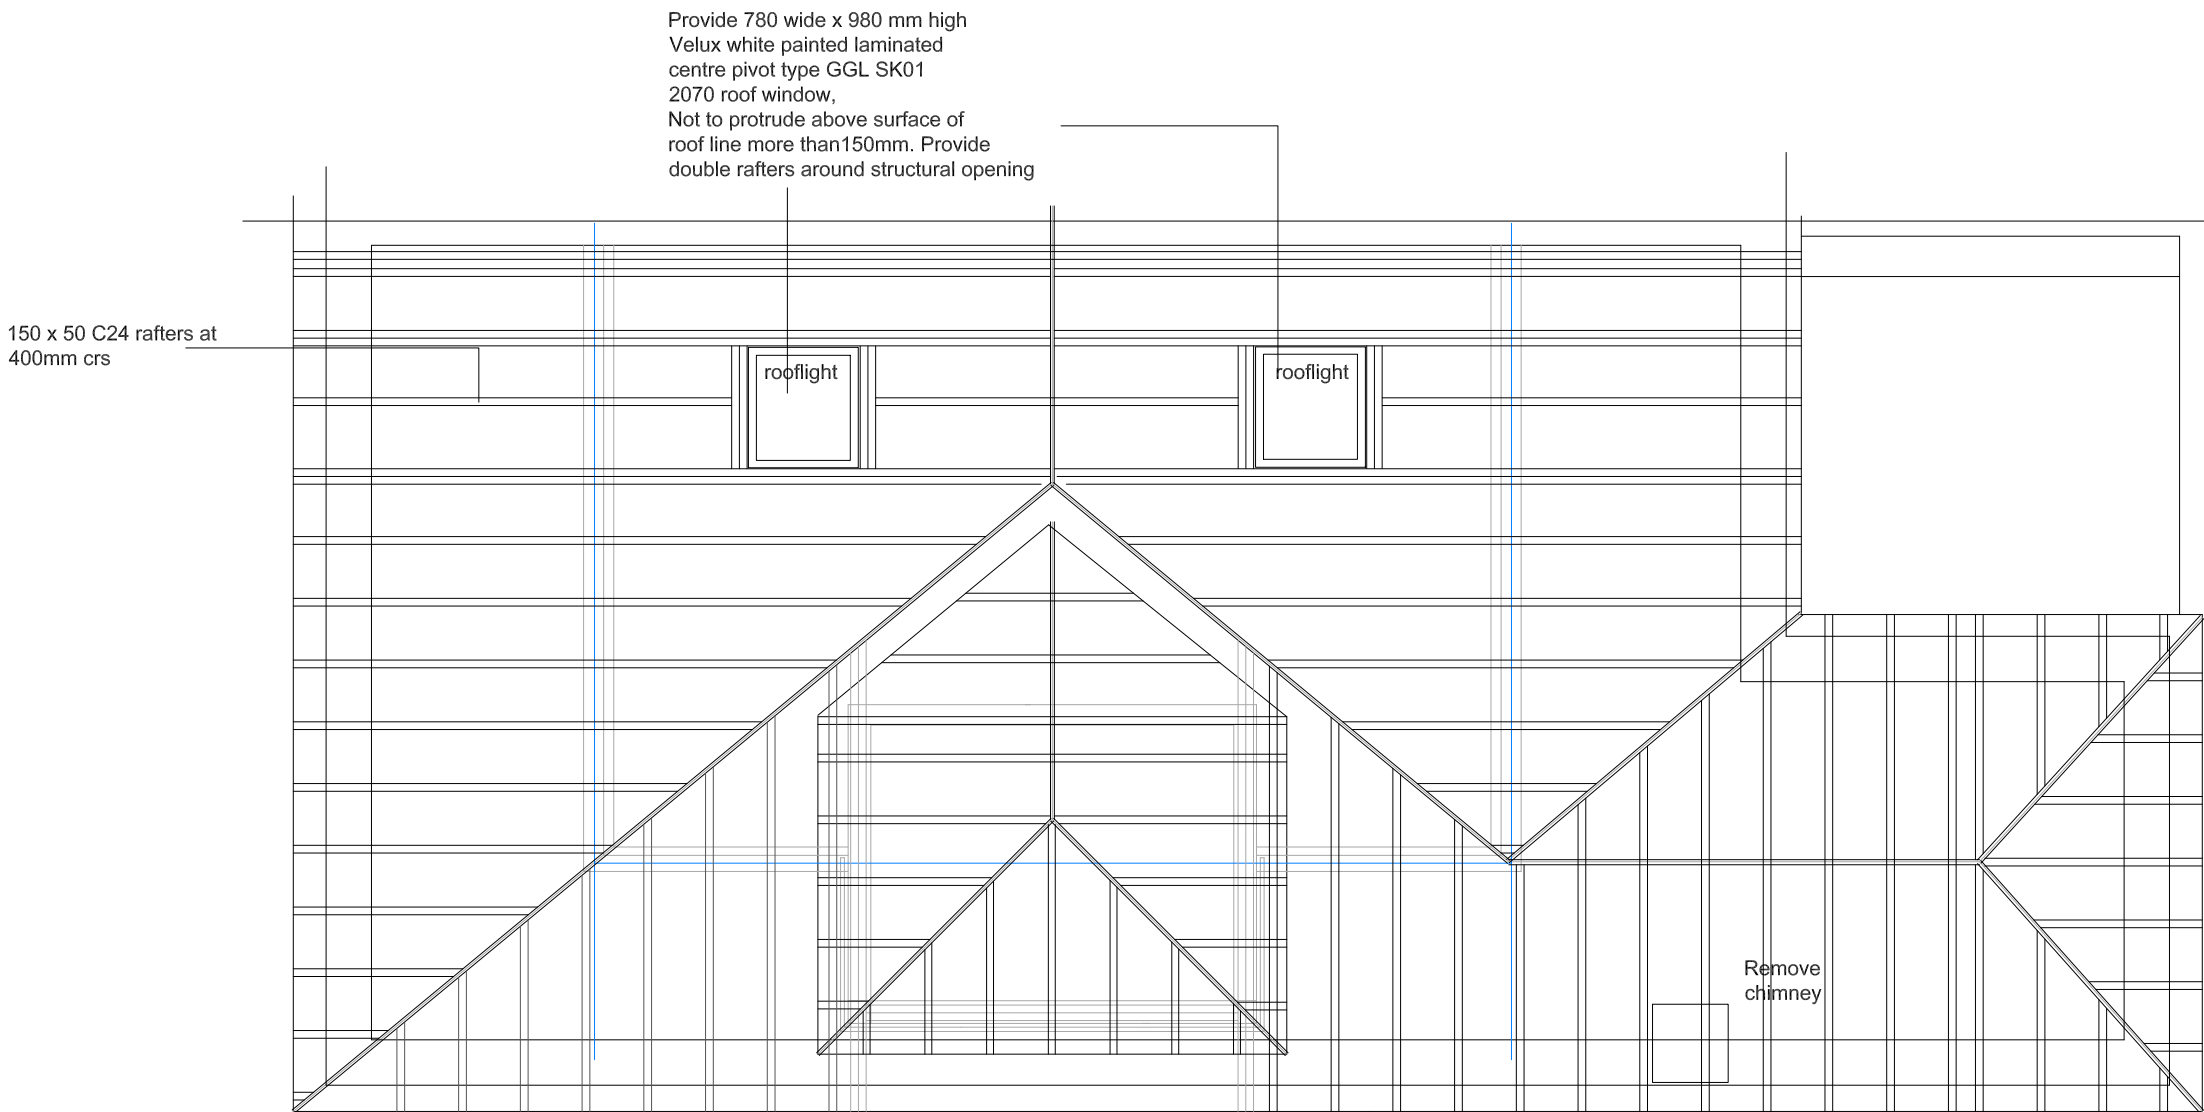 Provide 780 wide x 980 mm high
Velux white painted laminated
centre pivot type GGL SK01
2070 roof window,
Not to protrude above surface of
roof line more than150mm. Provide
double rafters around structural opening
150 x 50 C24 rafters at
400mm crs
rooflight
rooflight
Remove
chimney